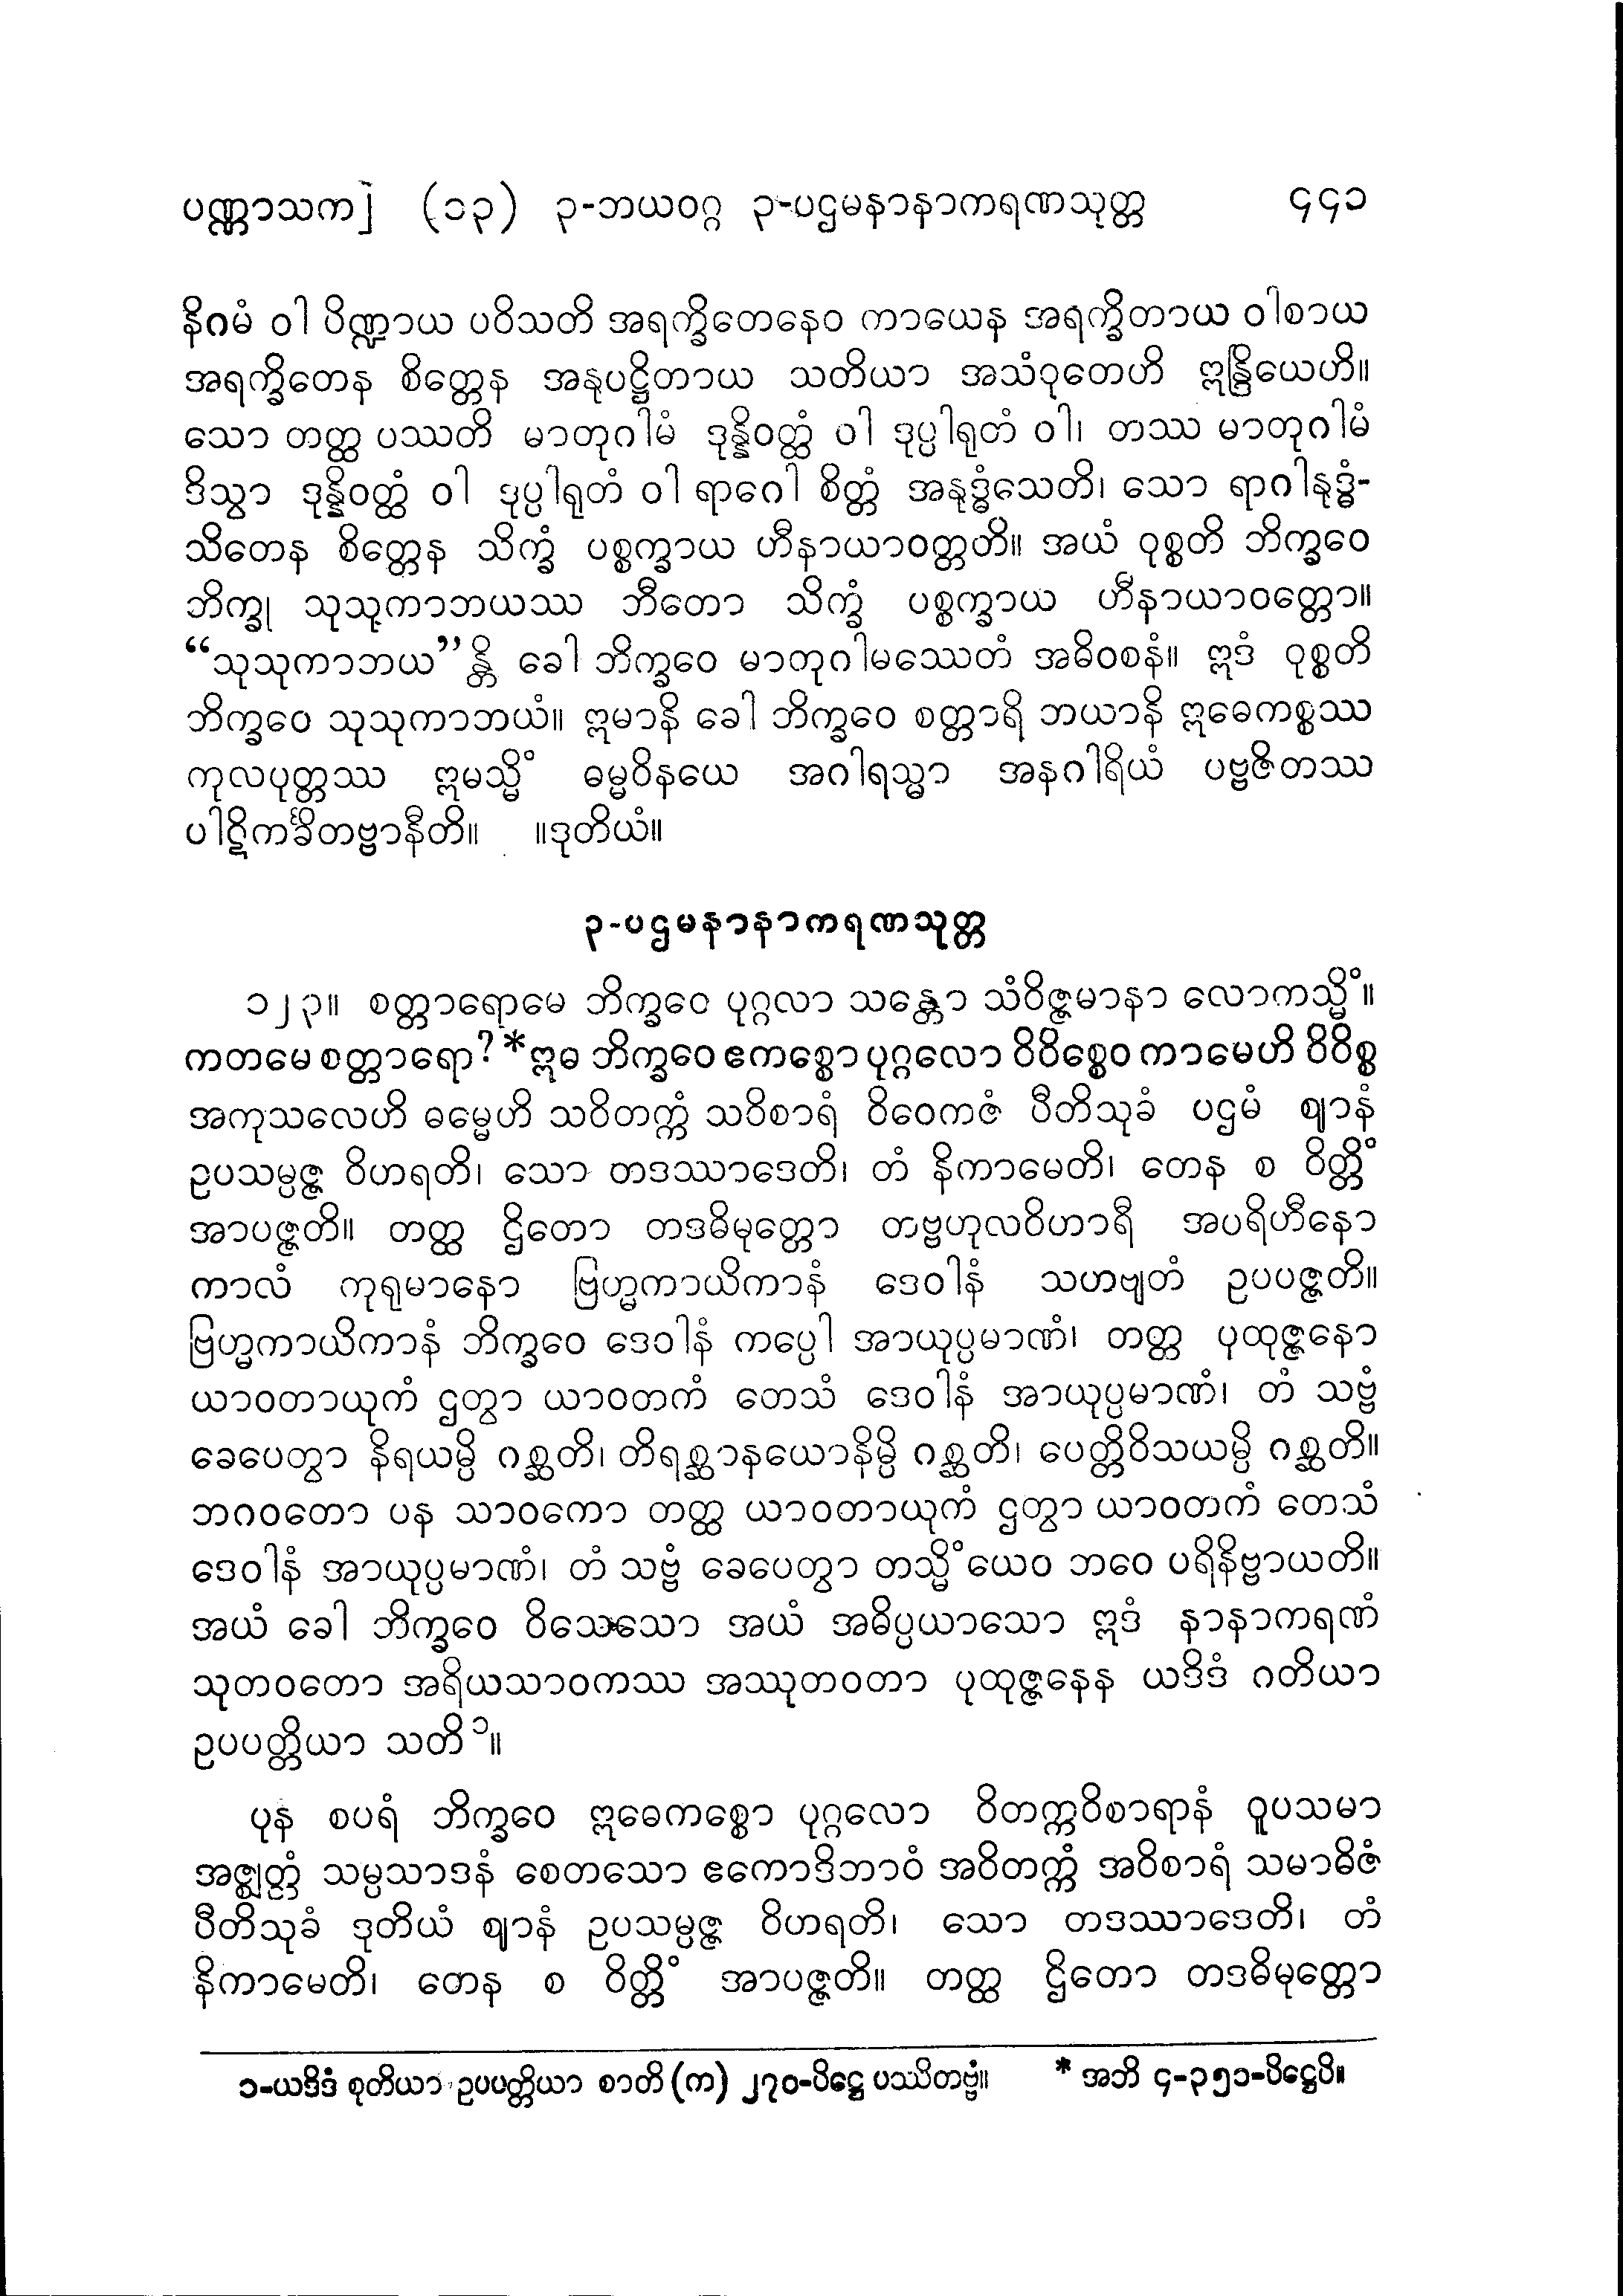 ပဏ္ဏာသက] (၁၃) ၃-ဘယဝဂ္ဂ ၃-ပဌမနာနာကရဏသုတ္တ ၄၄၁
နိဂမံ ဝါ ပိဏ္ဍာယ ပဝိသတိ အရက္ခိတေနေဝ ကာယေန အရက္ခိတာယ ဝါစာယ
အရက္ခိတေန စိတ္တေန အနုပဋ္ဌိတာယ သတိယာ အသံဝုတေဟိ ဣန္ဒြိယေဟိ။
သော တတ္ထ ပဿတိ မာတုဂါမံ ဒုန္နိဝတ္ထံ ဝါ ဒုပ္ပါရုတံ ဝါ၊ တဿ မာတုဂါမံ
ဒိသွာ ဒုန္နိဝတ္ထံ ဝါ ဒုပ္ပါရုတံ ဝါ ရာဂေါ စိတ္တံ အနုဒ္ဓံသေတိ၊ သော ရာဂါနုဒ္ဓံ-
သိတေန စိတ္တေန သိက္ခံ ပစ္စက္ခာယ ဟီနာယာဝတ္တတိ။ အယံ ဝုစ္စတိ ဘိက္ခဝေ
ဘိက္ခု သုသုကာဘယဿ ဘီတော သိက္ခံ ပစ္စက္ခာယ ဟီနာယာဝတ္တော။
“သုသုကာဘယ”န္တိ ခေါ ဘိက္ခဝေ မာတုဂါမဿေတံ အဓိဝစနံ။ ဣဒံ ဝုစ္စတိ
ဘိက္ခဝေ သုသုကာဘယံ။ ဣမာနိ ခေါ ဘိက္ခဝေ စတ္တာရိ ဘယာနိ ဣဓေကစ္စဿ
ကုလပုတ္တဿ ဣမသ္မိံ ဓမ္မဝိနယေ အဂါရသ္မာ အနဂါရိယံ ပဗ္ဗဇိတဿ
ပါဋိကင်္ခိတဗ္ဗာနီတိ။ ။ဒုတိယံ။
၃-ပဌမနာနာကရဏသုတ္တ
၁၂၃။ စတ္တာရောမေ ဘိက္ခဝေ ပုဂ္ဂလာ သန္တော သံဝိဇ္ဇမာနာ လောကသ္မိံ။
ကတမေ စတ္တာရော? *ဣဓ ဘိက္ခဝေ ဧကစ္စော ပုဂ္ဂလော ဝိဝိစ္စေဝ ကာမေဟိ ဝိဝိစ္စ
အကုသလေဟိ ဓမ္မေဟိ သဝိတက္ကံ သဝိစာရံ ဝိဝေကဇံ ပီတိသုခံ ပဌမံ ဈာနံ
ဥပသမ္ပဇ္ဇ ဝိဟရတိ၊ သော တဒဿာဒေတိ၊ တံ နိကာမေတိ၊ တေန စ ဝိတ္တိံ
အာပဇ္ဇတိ။ တတ္ထ ဌိတော တဒဓိမုတ္တော တဗ္ဗဟုလဝိဟာရီ အပရိဟီနော
ကာလံ ကုရုမာနော ဗြဟ္မကာယိကာနံ ဒေဝါနံ သဟဗျတံ ဥပပဇ္ဇတိ။
ဗြဟ္မကာယိကာနံ ဘိက္ခဝေ ဒေဝါနံ ကပ္ပေါ အာယုပ္ပမာဏံ၊ တတ္ထ ပုထုဇ္ဇနော
ယာဝတာယုကံ ဌတွာ ယာဝတကံ တေသံ ဒေဝါနံ အာယုပ္ပမာဏံ၊ တံ သဗ္ဗံ
ခေပေတွာ နိရယမ္ပိ ဂစ္ဆတိ၊ တိရစ္ဆာနယောနိမ္ပိ ဂစ္ဆတိ၊ ပေတ္တိဝိသယမ္ပိ ဂစ္ဆတိ။
ဘဂဝတော ပန သာဝကော တတ္ထ ယာဝတာယုကံ ဌတွာ ယာဝတကံ တေသံ
ဒေဝါနံ အာယုပ္ပမာဏံ၊ တံ သဗ္ဗံ ခေပေတွာ တသ္မိံယေဝ ဘဝေ ပရိနိဗ္ဗာယတိ။
အယံ ခေါ ဘိက္ခဝေ ဝိသေသော အယံ အဓိပ္ပယာသော ဣဒံ နာနာကရဏံ
သုတဝတော အရိယသာဝကဿ အဿုတဝတာ ပုထုဇ္ဇနေန ယဒိဒံ ဂတိယာ
ဥပပတ္တိယာ သတိ၁။
ပုန စပရံ ဘိက္ခဝေ ဣဓေကစ္စော ပုဂ္ဂလော ဝိတက္ကဝိစာရာနံ ဝူပသမာ
အဇ္ဈတ္တံ သမ္ပသာဒနံ စေတသော ဧကောဒိဘာဝံ အဝိတက္ကံ အဝိစာရံ သမာဓိဇံ
ပီတိသုခံ ဒုတိယံ ဈာနံ ဥပသမ္ပဇ္ဇ ဝိဟရတိ၊ သော တဒဿာဒေတိ၊ တံ
နိကာမေတိ၊ တေန စ ဝိတ္တိံ အာပဇ္ဇတိ။ တတ္ထ ဌိတော တဒဓိမုတ္တော
၁-ယဒိဒံ စုတိယာ ဥပပတ္တိယာ စာတိ (က) ၂၇၀-ပိဋ္ဌေ ပဿိတဗ္ဗံ။ * အဘိ ၄-၃၅၁-ပိဋ္ဌေပိ။